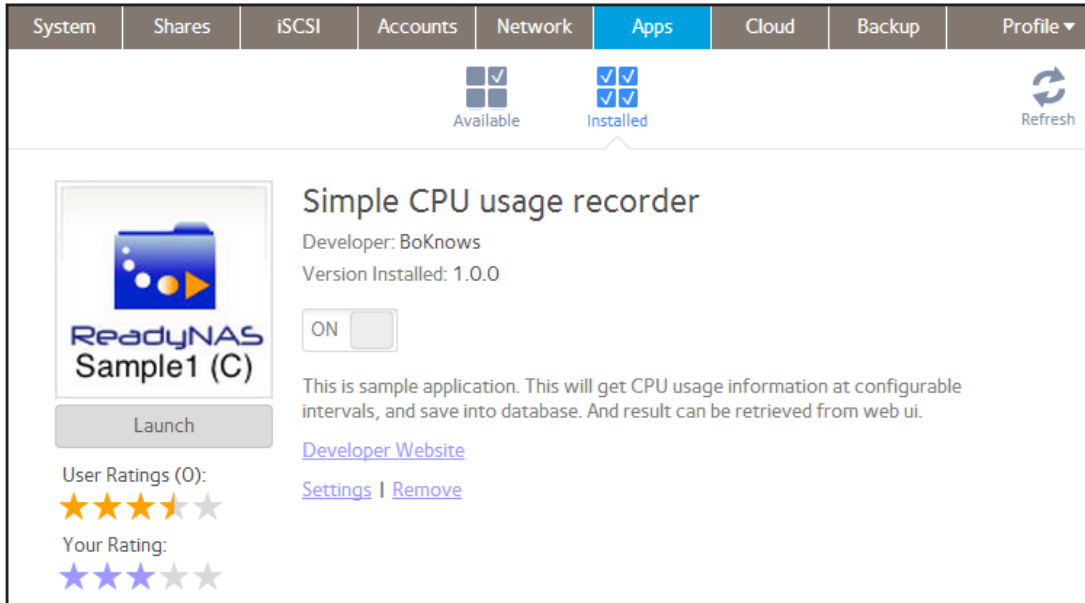 System Shares iSCSI Accounts Network Apps Cloud Backup Profile
Available Installed Refresh
Simple CPU usage recorder
Developer: BoKnows
Version Installed: 1.0.0
ON
ReadyNAS
Sample1 (C)
This is sample application. This will get CPU usage information at configurable
intervals, and save into database. And result can be retrieved from web ui.
Launch
Developer Website
User Ratings (0):
Settings | Remove
Your Rating: